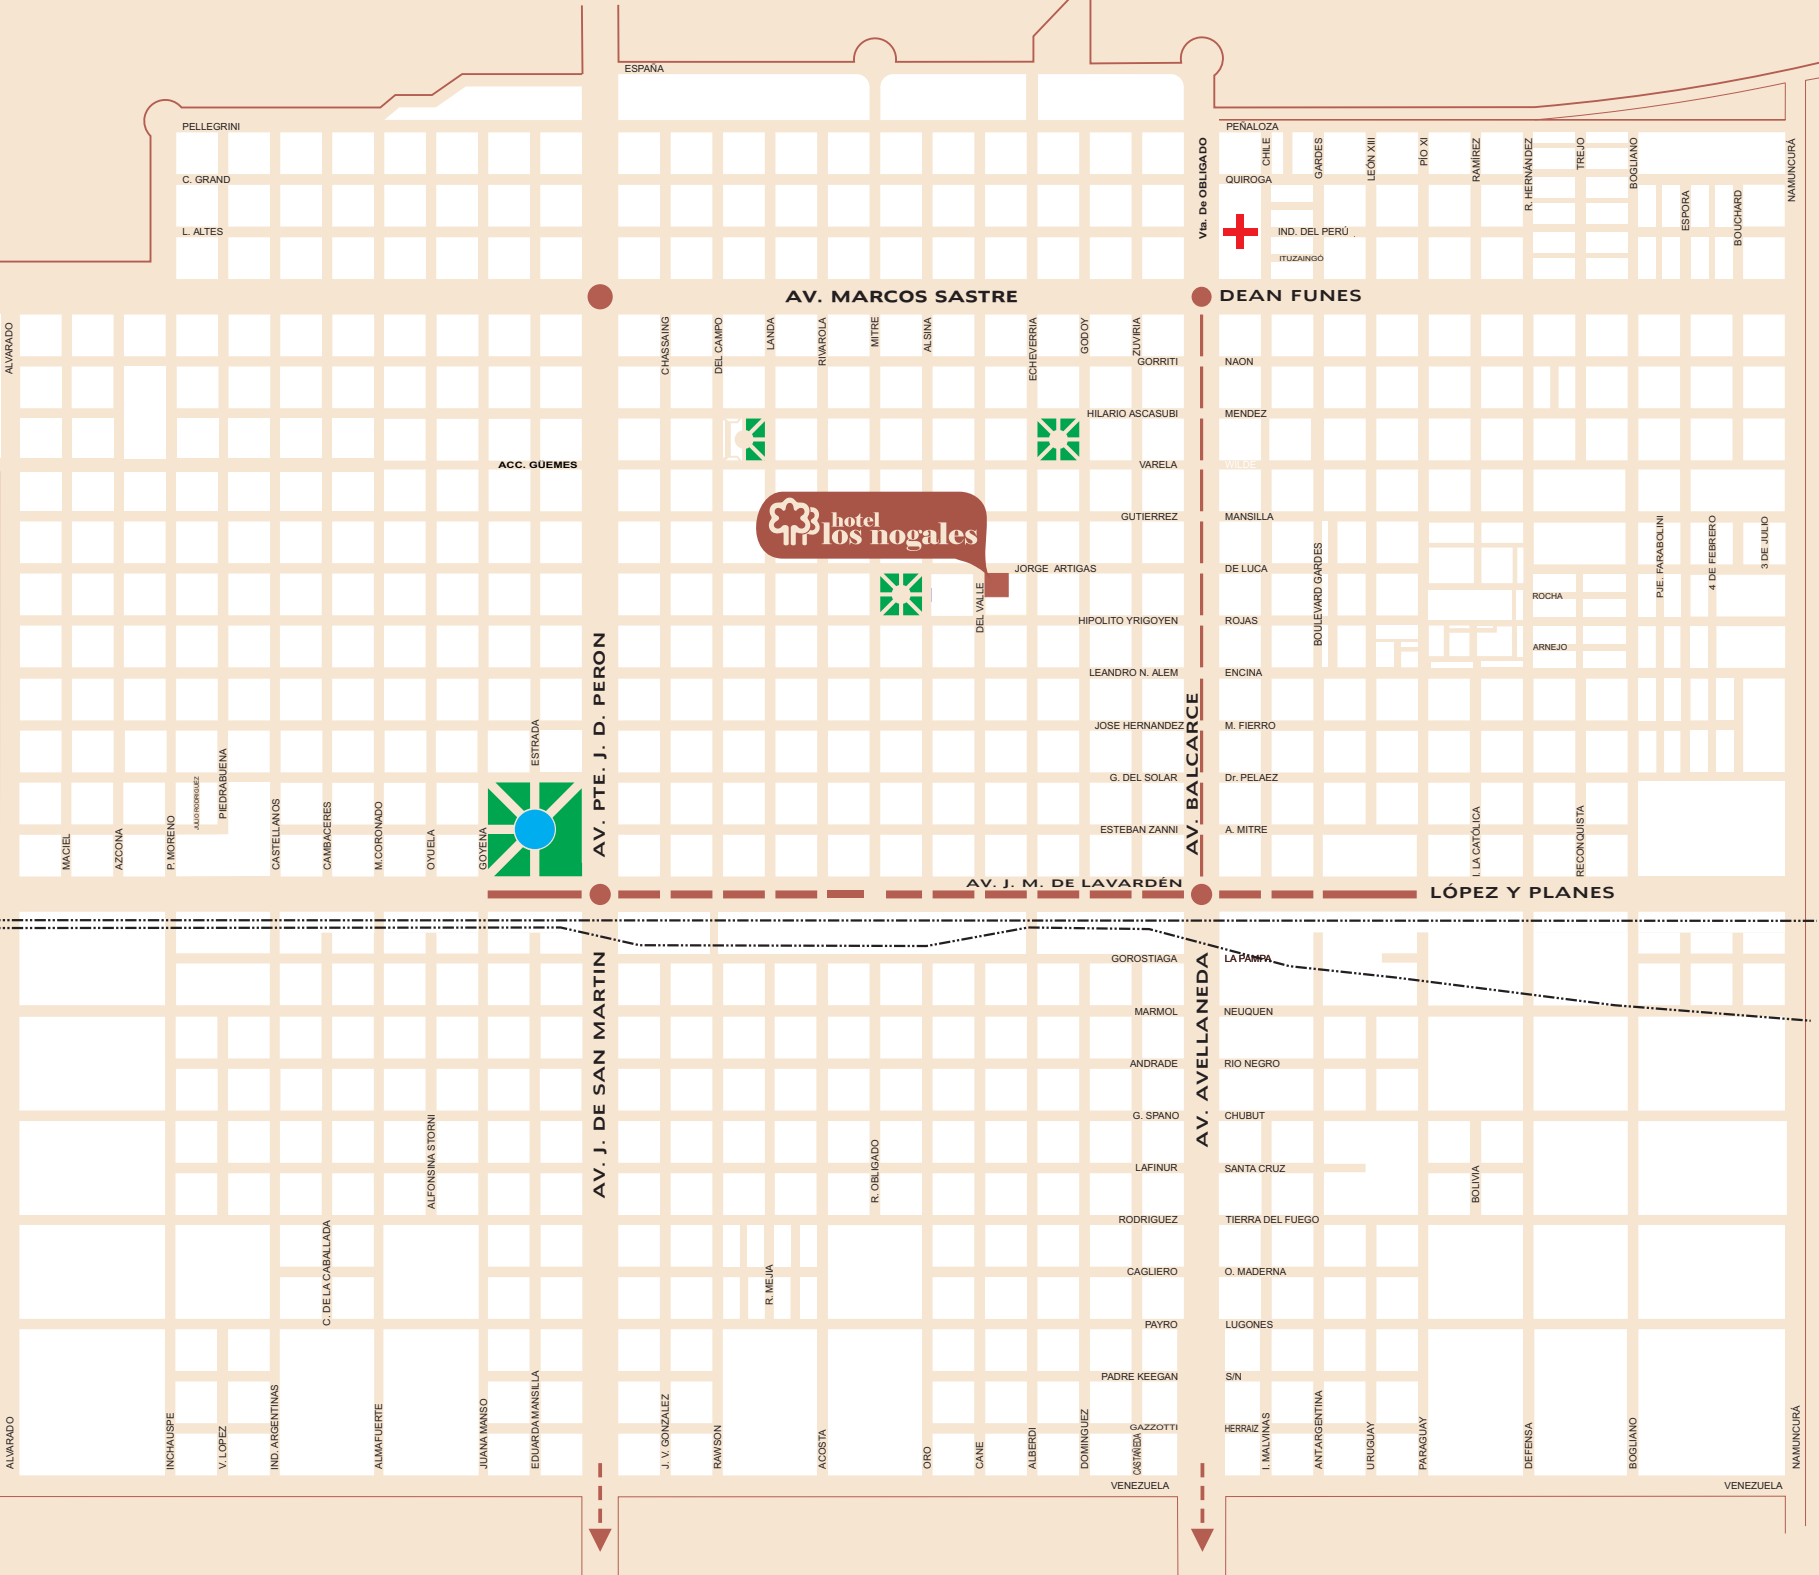 ESPAÑA
PELLEGRINI
PEÑALOZA
C. GRAND
QUIROGA
L. ALTES
IND. DEL PERÚ
ITUZAINGÓ
Vta. De OBLIGADO
CHILE
GARDES
LEÓN XIII
PÍO XI
RAMÍREZ
R. HERNÁNDEZ
TREJO
BOGLIANO
ESPORA
BOUCHARD
NAMUNCURÁ
AV. MARCOS SASTRE
DEAN FUNES
ALVARADO
CHASSAING
DEL CAMPO
LANDA
RIVAROLA
MITRE
ALSINA
ECHEVERRIA
GODOY
ZUVIRIA
GORRITI
NAON
HILARIO ASCASUBI
MENDEZ
ACC. GÜEMES
VARELA
WILDE
hotel
los nogales
GUTIERREZ
MANSILLA
JORGE ARTIGAS
DE LUCA
DEL VALLE
BOULEVARD GARDES
PJE. FARABOLINI
4 DE FEBRERO
3 DE JULIO
ROCHA
HIPOLITO YRIGOYEN
ROJAS
ARNEJO
LEANDRO N. ALEM
ENCINA
AV. PTE. J. D. PERON
AV. BALCARCE
JOSE HERNANDEZ
M. FIERRO
ESTRADA
G. DEL SOLAR
Dr. PELAEZ
ESTEBAN ZANNI
A. MITRE
MACIEL
AZCONA
P. MORENO
JULIO RODRIGUEZ
PIEDRABUENA
CASTELLANOS
CAMBACERES
M.CORONADO
OYUELA
GOYENA
I. LA CATÓLICA
RECONQUISTA
AV. J. M. DE LAVARDÉN
LÓPEZ Y PLANES
GOROSTIAGA
LA PAMPA
AV. J. DE SAN MARTIN
AV. AVELLANEDA
MARMOL
NEUQUEN
ANDRADE
RIO NEGRO
G. SPANO
CHUBUT
ALFONSINA STORNI
R. OBLIGADO
LAFINUR
SANTA CRUZ
BOLIVIA
RODRIGUEZ
TIERRA DEL FUEGO
C. DE LA CABALLADA
R. MEJIA
CAGLIERO
O. MADERNA
PAYRO
LUGONES
PADRE KEEGAN
S/N
GAZZOTTI
HERRAIZ
ALVARADO
INCHAUSPE
V. LOPEZ
IND. ARGENTINAS
ALMAFUERTE
JUANA MANSO
EDUARDA MANSILLA
J. V. GONZALEZ
RAWSON
ACOSTA
ORO
CANE
ALBERDI
DOMINGUEZ
CASTAÑEDA
I. MALVINAS
ANT.ARGENTINA
URUGUAY
PARAGUAY
DEFENSA
BOGLIANO
NAMUNCURÁ
VENEZUELA
VENEZUELA